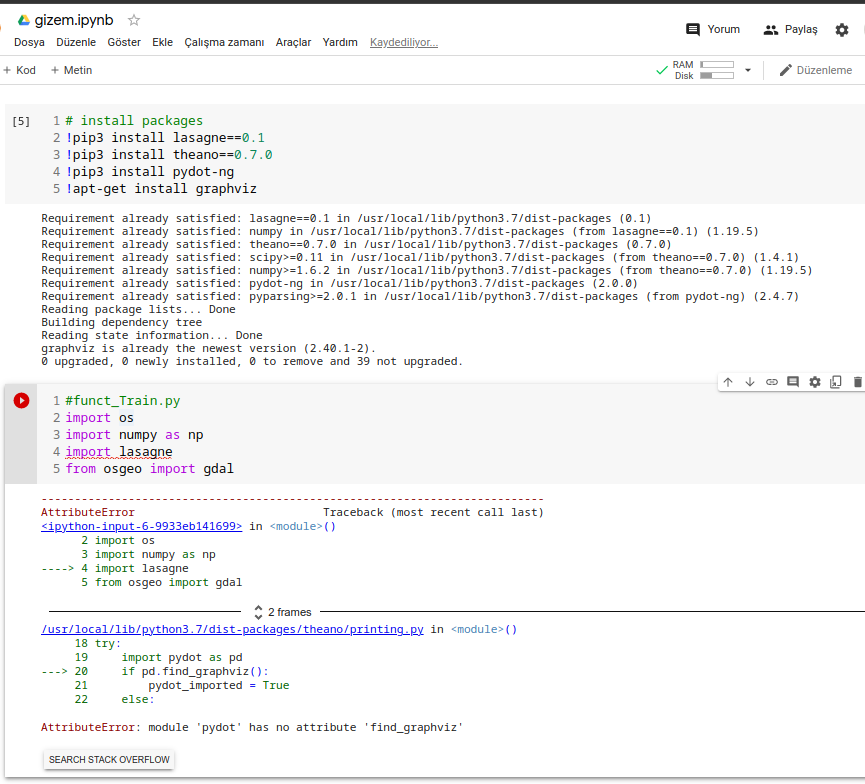 gizem.ipynb
Dosya Düzenle Göster Ekle Çalışma zamanı Araçlar Yardım Kaydediliyor...
Yorum Paylaş
+ Kod + Metin
RAM
Disk
Düzenleme
[5]
1 # install packages
2 !pip3 install lasagne==0.1
3 !pip3 install theano==0.7.0
4 !pip3 install pydot-ng
5 !apt-get install graphviz
Requirement already satisfied: lasagne==0.1 in /usr/local/lib/python3.7/dist-packages (0.1)
Requirement already satisfied: numpy in /usr/local/lib/python3.7/dist-packages (from lasagne==0.1) (1.19.5)
Requirement already satisfied: theano==0.7.0 in /usr/local/lib/python3.7/dist-packages (0.7.0)
Requirement already satisfied: scipy>=0.11 in /usr/local/lib/python3.7/dist-packages (from theano==0.7.0) (1.4.1)
Requirement already satisfied: numpy>=1.6.2 in /usr/local/lib/python3.7/dist-packages (from theano==0.7.0) (1.19.5)
Requirement already satisfied: pydot-ng in /usr/local/lib/python3.7/dist-packages (2.0.0)
Requirement already satisfied: pyparsing>=2.0.1 in /usr/local/lib/python3.7/dist-packages (from pydot-ng) (2.4.7)
Reading package lists... Done
Building dependency tree
Reading state information... Done
graphviz is already the newest version (2.40.1-2).
0 upgraded, 0 newly installed, 0 to remove and 39 not upgraded.
1 #funct_Train.py
2 import os
3 import numpy as np
4 import lasagne
5 from osgeo import gdal
---------------------------------------------------------------------------
AttributeError Traceback (most recent call last)
<ipython-input-6-9933eb141699> in <module>()
2 import os
3 import numpy as np
----> 4 import lasagne
5 from osgeo import gdal
2 frames
/usr/local/lib/python3.7/dist-packages/theano/printing.py in <module>()
18 try:
19     import pydot as pd
---> 20     if pd.find_graphviz():
21         pydot_imported = True
22     else:
AttributeError: module 'pydot' has no attribute 'find_graphviz'
SEARCH STACK OVERFLOW